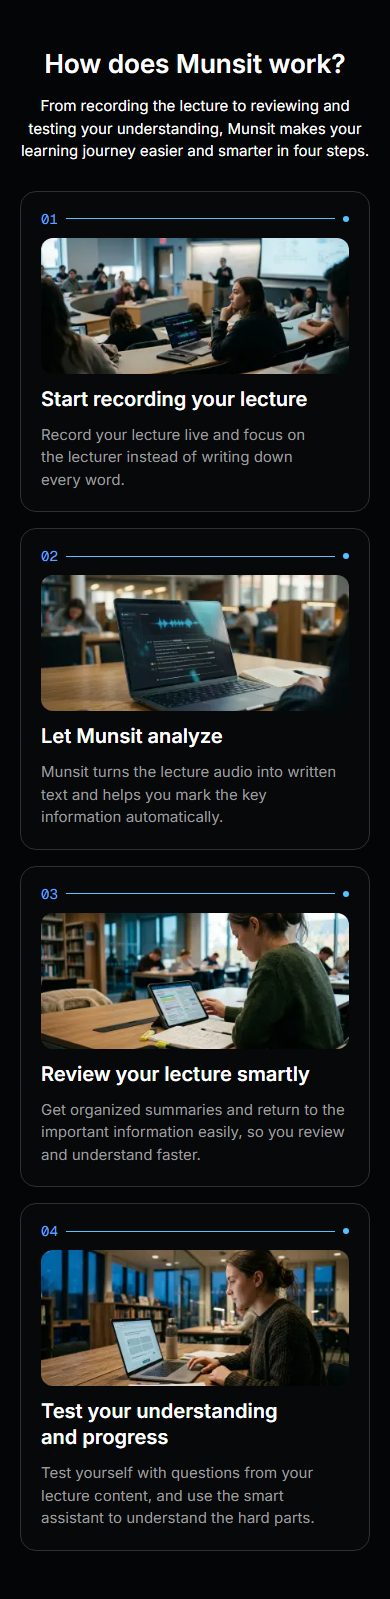 How does Munsit work?
From recording the lecture to reviewing and
testing your understanding, Munsit makes your
learning journey easier and smarter in four steps.
01
Start recording your lecture
Record your lecture live and focus on
the lecturer instead of writing down
every word.
02
Let Munsit analyze
Munsit turns the lecture audio into written
text and helps you mark the key
information automatically.
03
Review your lecture smartly
Get organized summaries and return to the
important information easily, so you review
and understand faster.
04
Test your understanding
and progress
Test yourself with questions from your
lecture content, and use the smart
assistant to understand the hard parts.